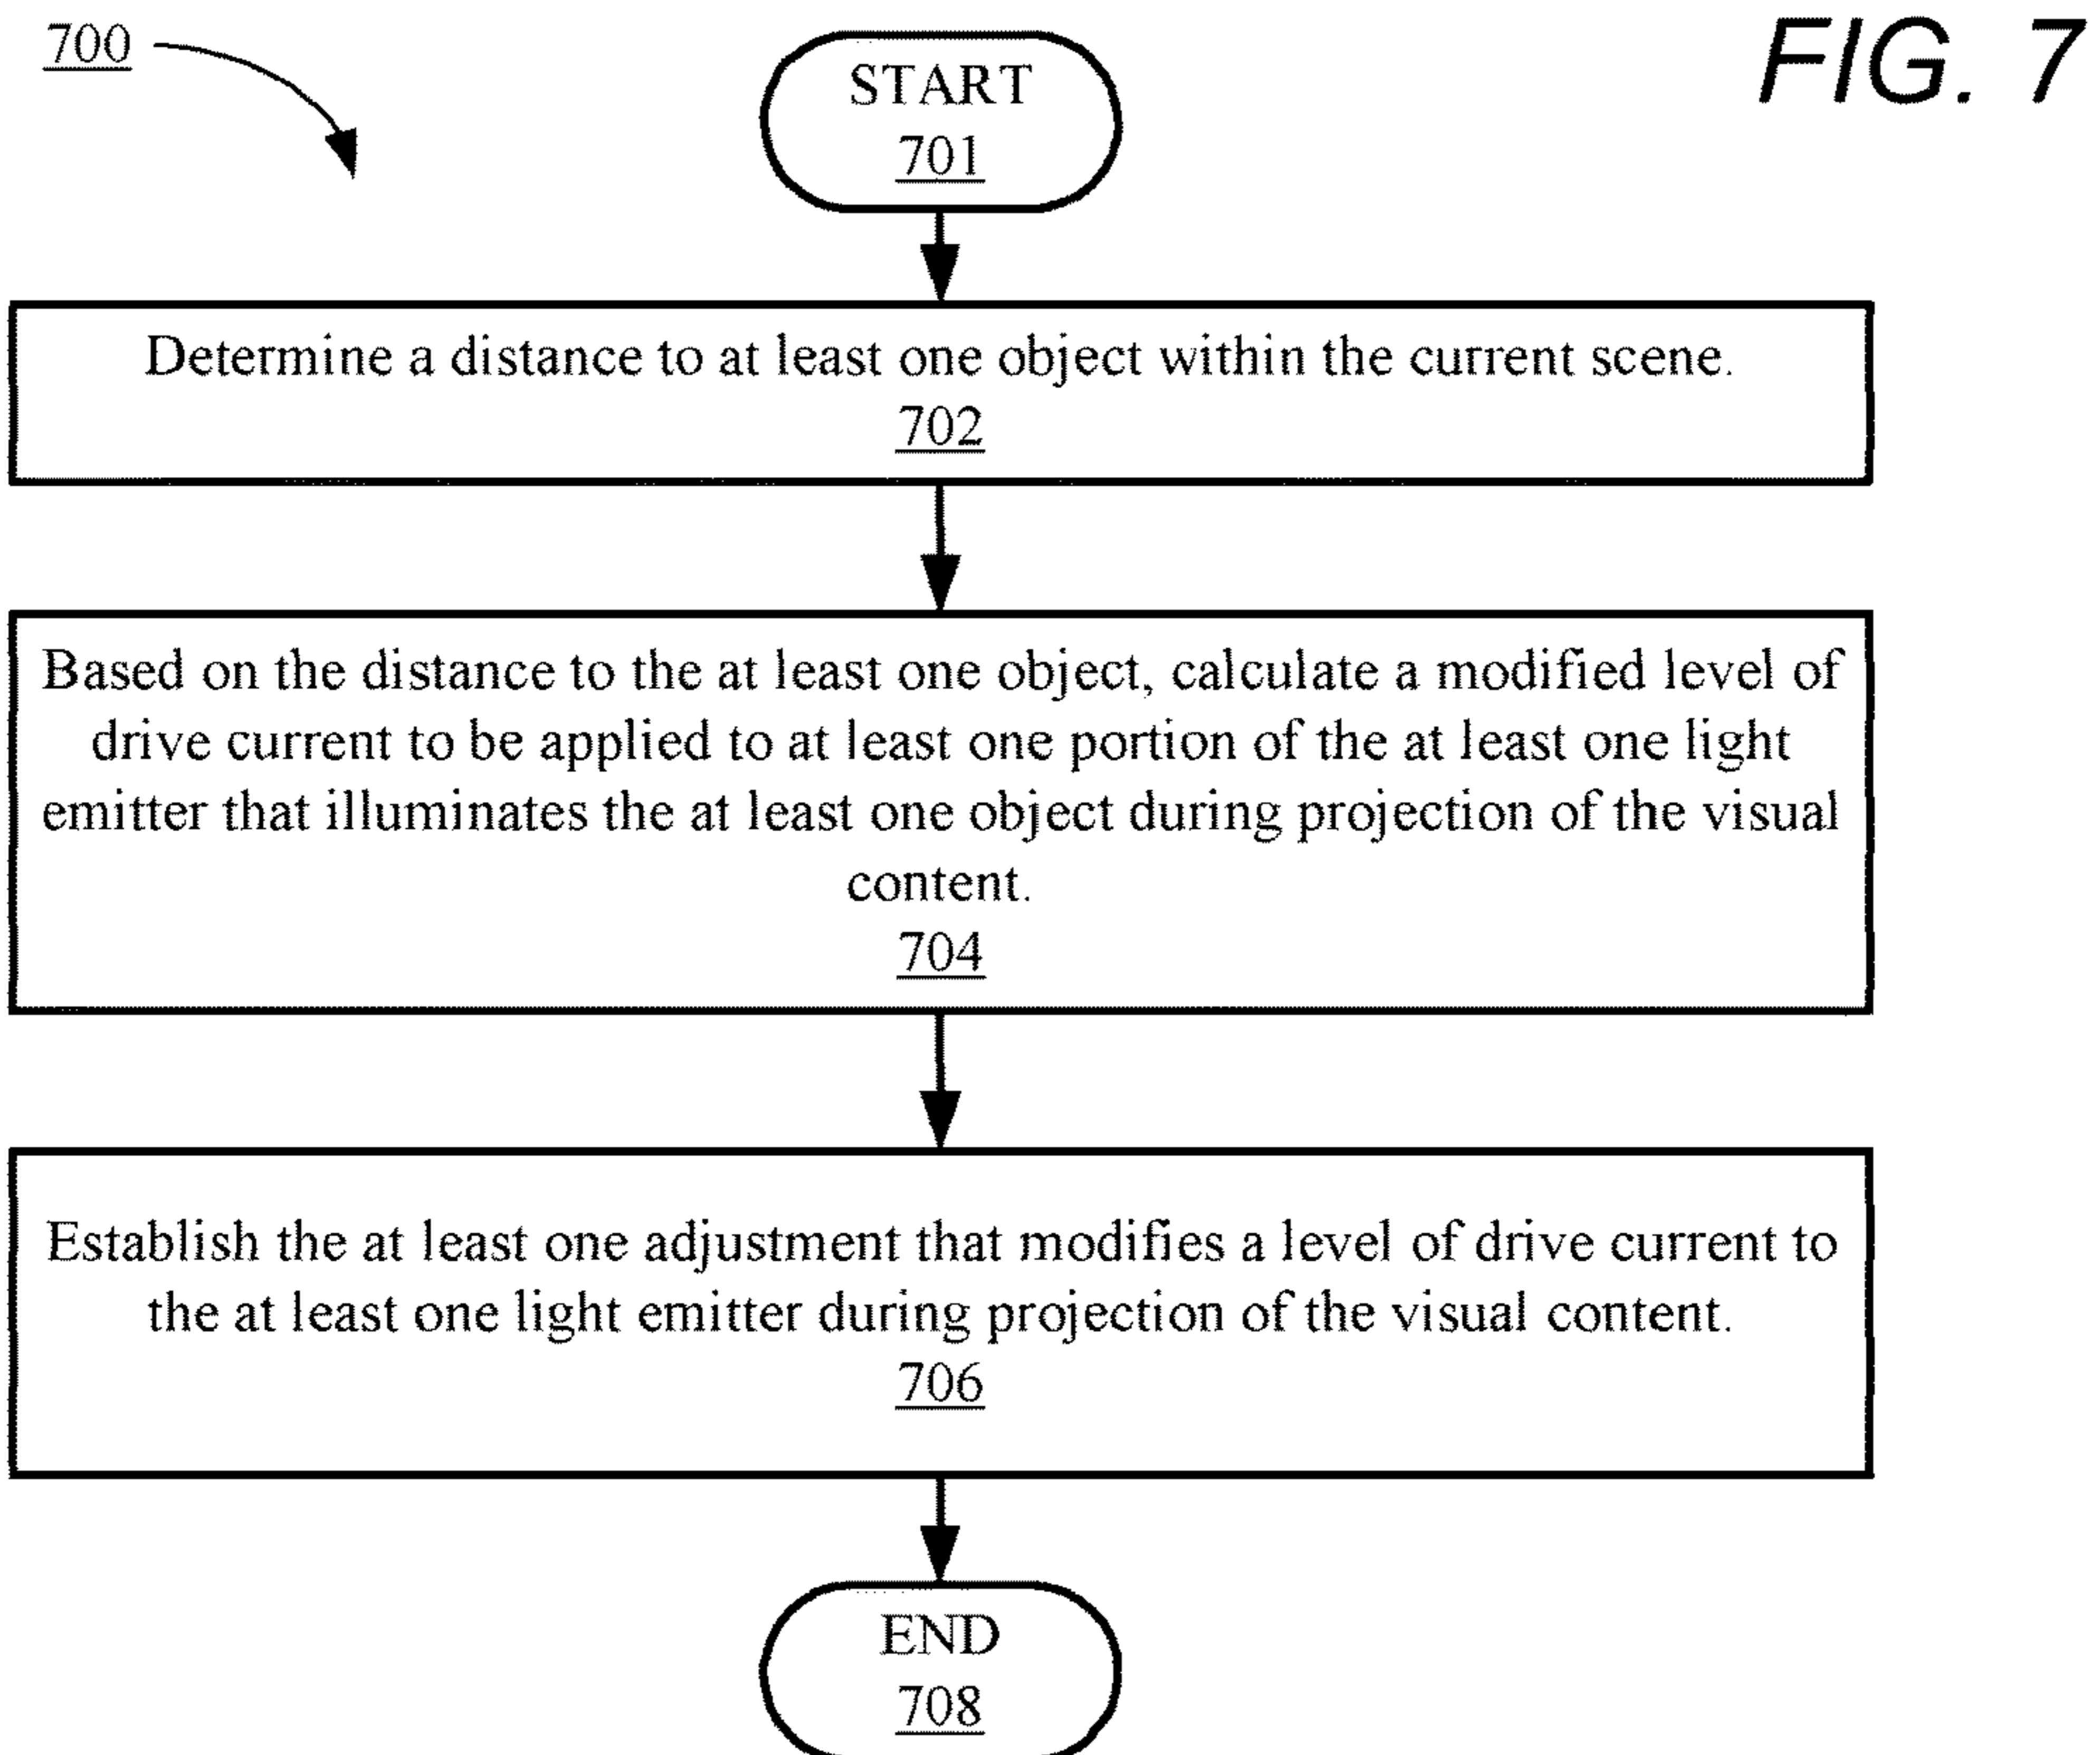 700
FIG. 7
START
701
Determine a distance to at least one object within the current scene.
702
Based on the distance to the at least one object, calculate a modified level of
drive current to be applied to at least one portion of the at least one light
emitter that illuminates the at least one object during projection of the visual
content.
704
Establish the at least one adjustment that modifies a level of drive current to
the at least one light emitter during projection of the visual content.
706
END
708